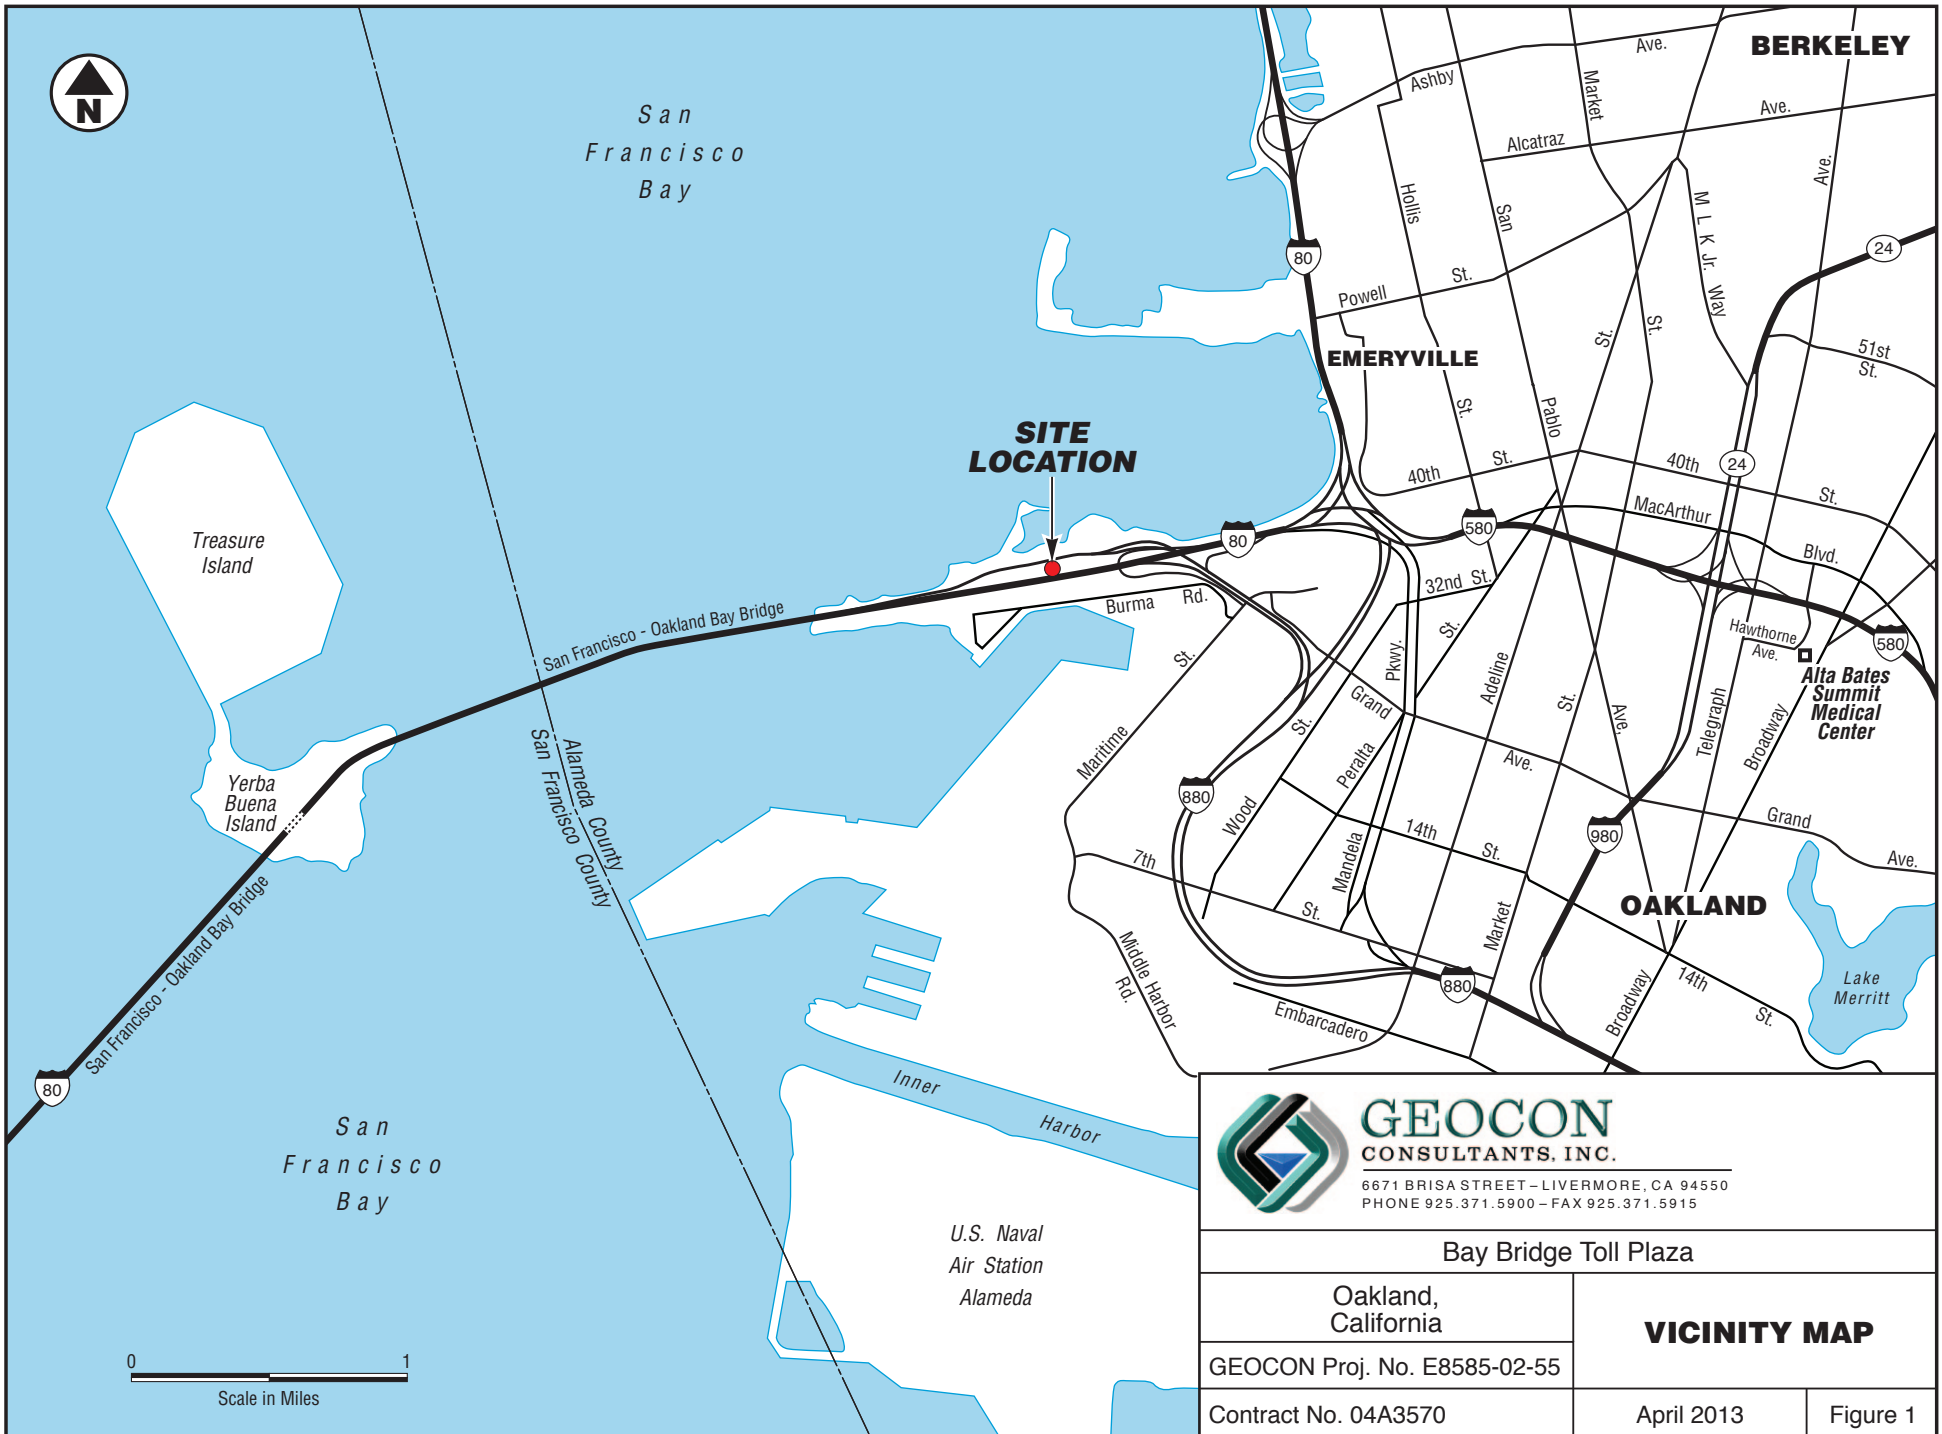 N
San
Francisco
Bay
BERKELEY
Ashby
Ave.
Market
Alcatraz
Ave.
Ave.
Hollis
San
M L K Jr. Way
24
80
Powell
St.
EMERYVILLE
St.
St.
51st
St.
St.
Pablo
SITE
LOCATION
40th
St.
40th
24
St.
MacArthur
Blvd.
80
580
32nd St.
Burma Rd.
Treasure
Island
San Francisco - Oakland Bay Bridge
Hawthorne
Ave.
580
Alta Bates
Summit
Medical
Center
St.
St.
Pkwy.
Adeline
St.
Ave.
Telegraph
Broadway
Grand
Ave.
St.
Maritime
Peralta
Alameda County
San Francisco County
Yerba
Buena
Island
880
Wood
Mandela
14th
St.
980
Grand
Ave.
7th
St.
OAKLAND
Market
San Francisco - Oakland Bay Bridge
Middle Harbor
Rd.
880
Broadway
14th
St.
Lake
Merritt
Embarcadero
80
Inner Harbor
San
Francisco
Bay
U.S. Naval
Air Station
Alameda
0 1
Scale in Miles
GEOCON
CONSULTANTS, INC.
6671 BRISA STREET – LIVERMORE, CA 94550
PHONE 925.371.5900 – FAX 925.371.5915
Bay Bridge Toll Plaza
Oakland,
California
VICINITY MAP
GEOCON Proj. No. E8585-02-55
Contract No. 04A3570
April 2013
Figure 1